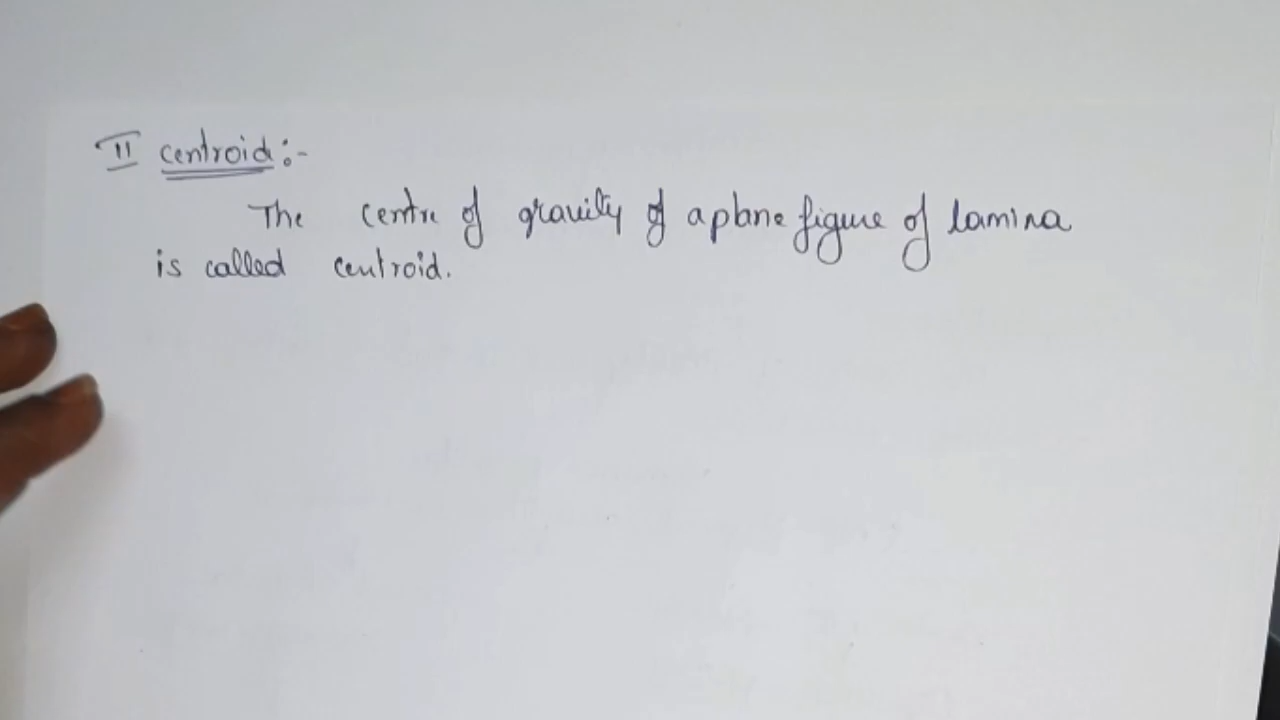 II centroid:-
The centre of gravity of a plane figure of lamina
is called centroid.